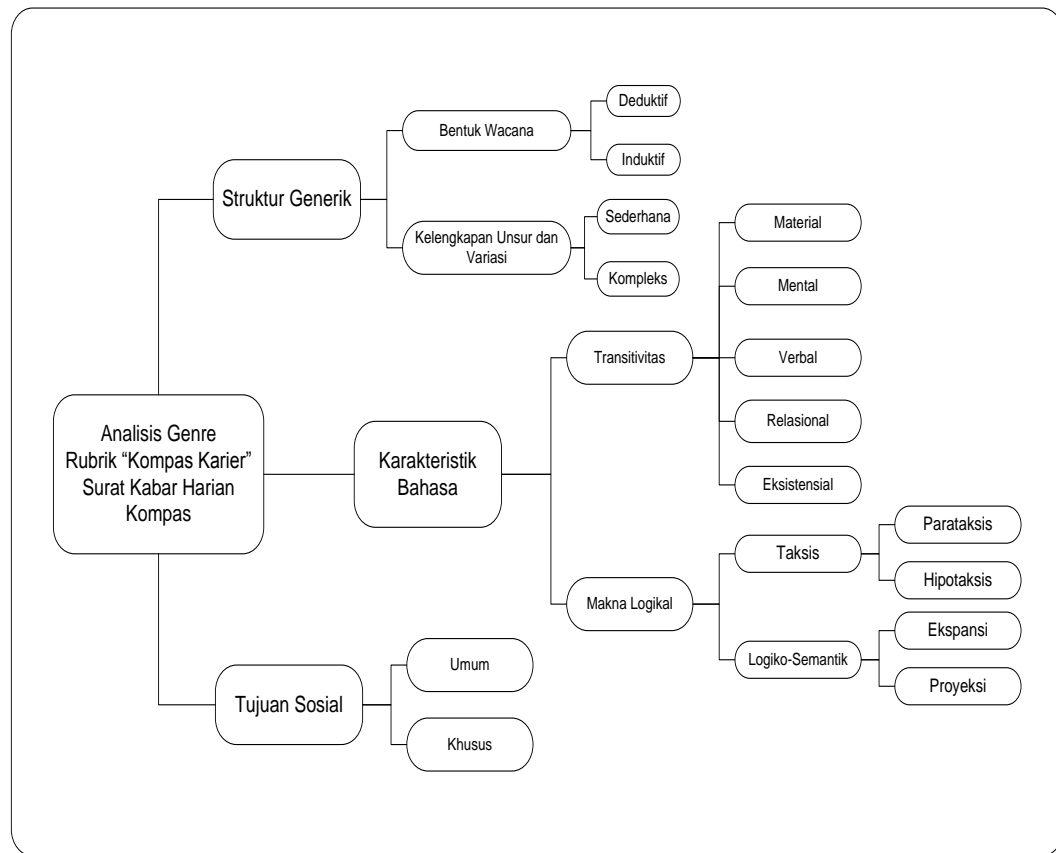 Deduktif
Bentuk Wacana
Induktif
Struktur Generik
Sederhana
Kelengkapan Unsur dan
Variasi
Kompleks
Material
Mental
Transitivitas
Verbal
Relasional
Eksistensial
Analisis Genre
Rubrik “Kompas Karier”
Surat Kabar Harian
Kompas
Karakteristik
Bahasa
Parataksis
Taksis
Hipotaksis
Makna Logikal
Ekspansi
Logiko-Semantik
Proyeksi
Umum
Tujuan Sosial
Khusus